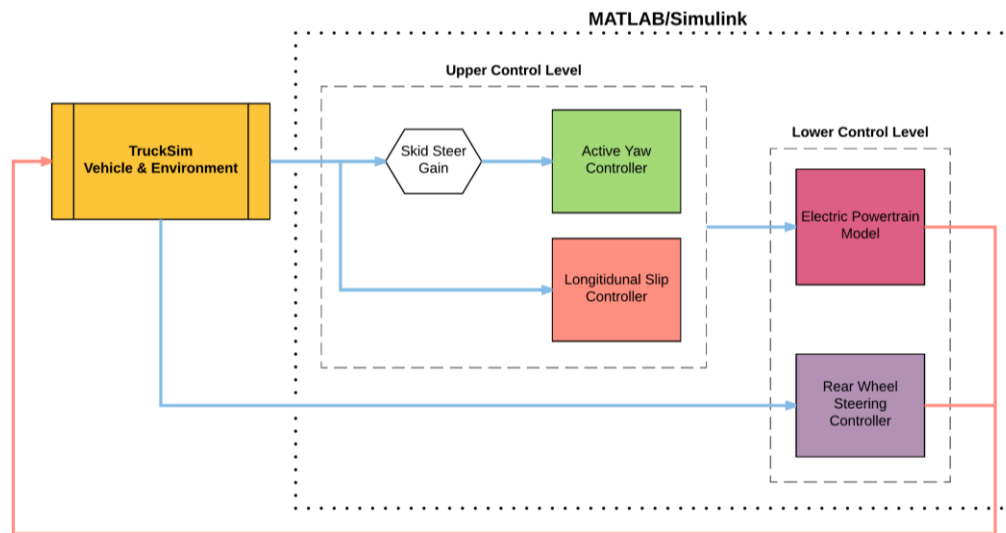 MATLAB/Simulink
Upper Control Level
TruckSim
Vehicle & Environment
Skid Steer
Gain
Active Yaw
Controller
Longitidunal Slip
Controller
Lower Control Level
Electric Powertrain
Model
Rear Wheel
Steering
Controller